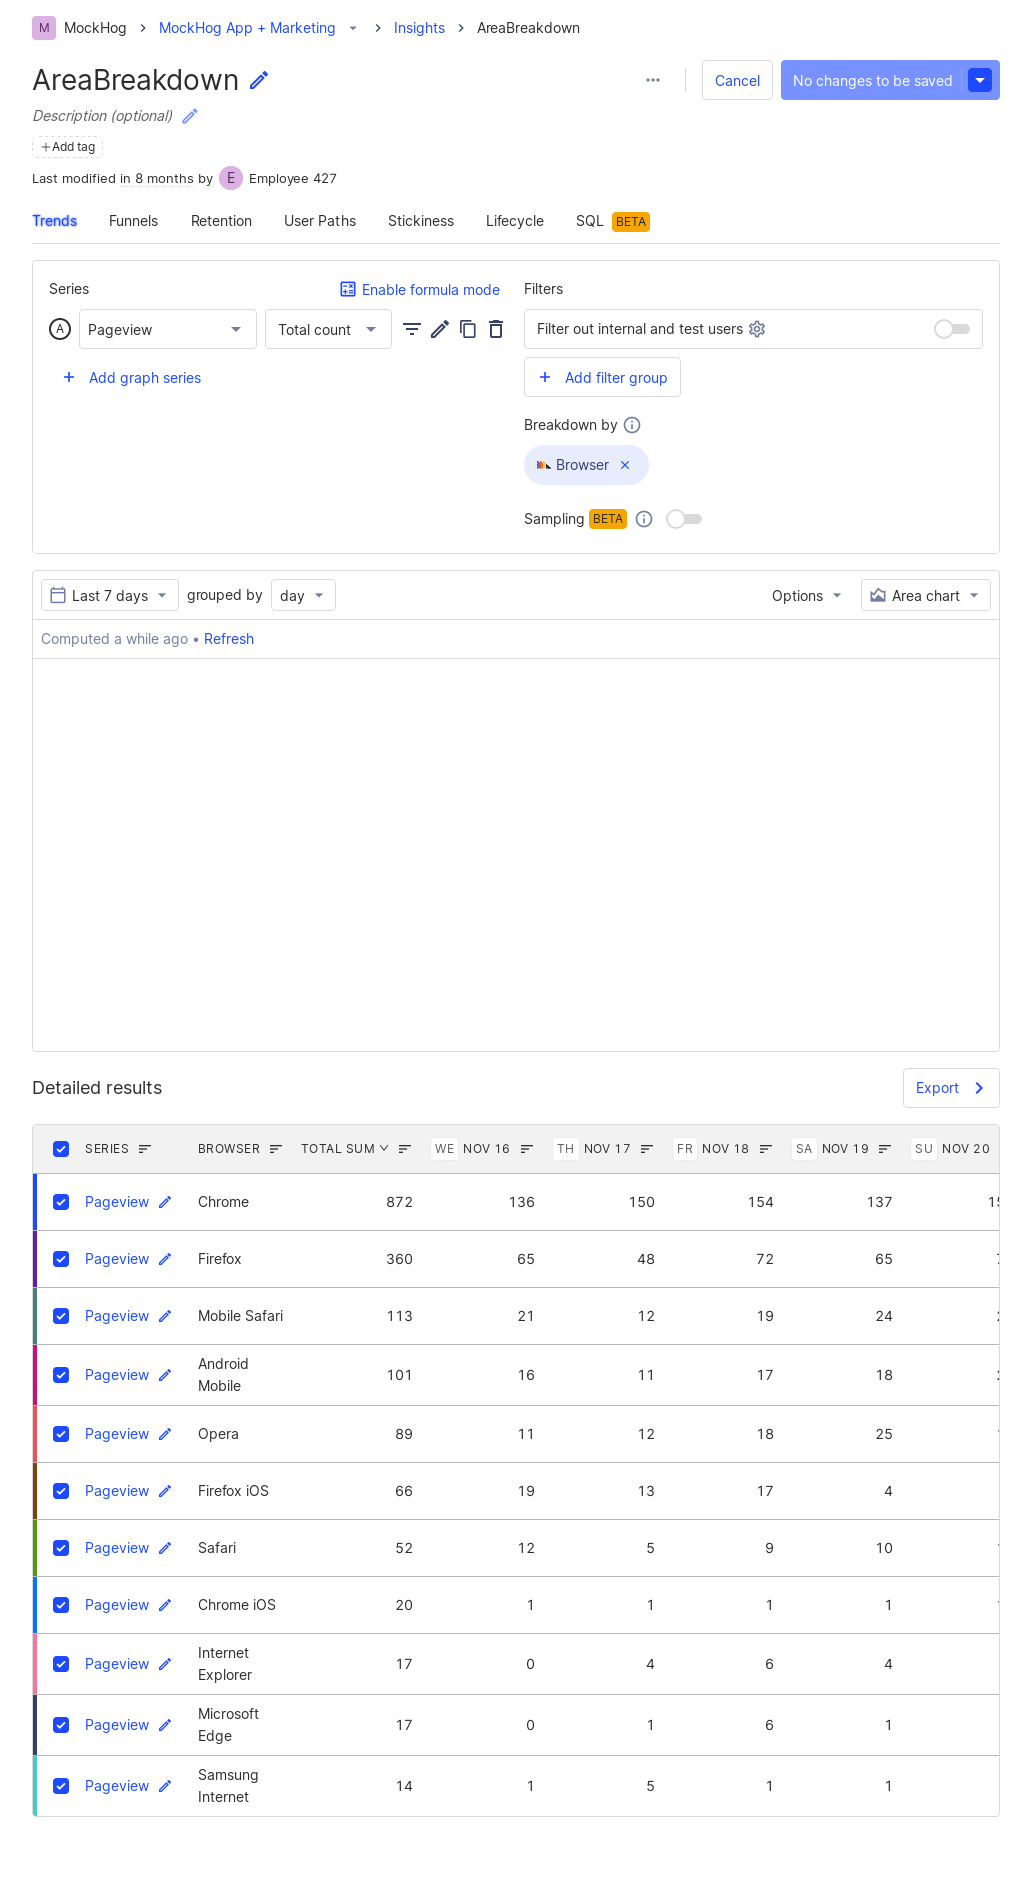 M MockHog MockHog App + Marketing Insights AreaBreakdown
AreaBreakdown Cancel No changes to be saved
Description (optional)
+Add tag
Last modified in 8 months by E Employee 427
Trends Funnels Retention User Paths Stickiness Lifecycle SQL BETA
Series Enable formula mode Filters
A Pageview Total count Filter out internal and test users
+ Add graph series + Add filter group
Breakdown by
Browser
Sampling BETA
Last 7 days grouped by day Options Area chart
Computed a while ago • Refresh
Detailed results Export
SERIES BROWSER TOTAL SUM WE NOV 16 TH NOV 17 FR NOV 18 SA NOV 19 SU NOV 20
Pageview Chrome 872 136 150 154 137
Pageview Firefox 360 65 48 72 65
Pageview Mobile Safari 113 21 12 19 24
Pageview Android Mobile 101 16 11 17 18
Pageview Opera 89 11 12 18 25
Pageview Firefox iOS 66 19 13 17 4
Pageview Safari 52 12 5 9 10
Pageview Chrome iOS 20 1 1 1 1
Pageview Internet Explorer 17 0 4 6 4
Pageview Microsoft Edge 17 0 1 6 1
Pageview Samsung Internet 14 1 5 1 1